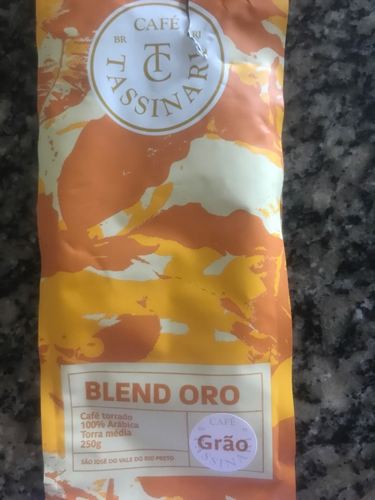 CAFÉ
BR TC RJ
TASSINARI
BLEND ORO
Café torrado
100% Arábica
Torra média
250g
SÃO JOSÉ DO VALE DO RIO PRETO
CAFÉ
Grão
TASSINARI